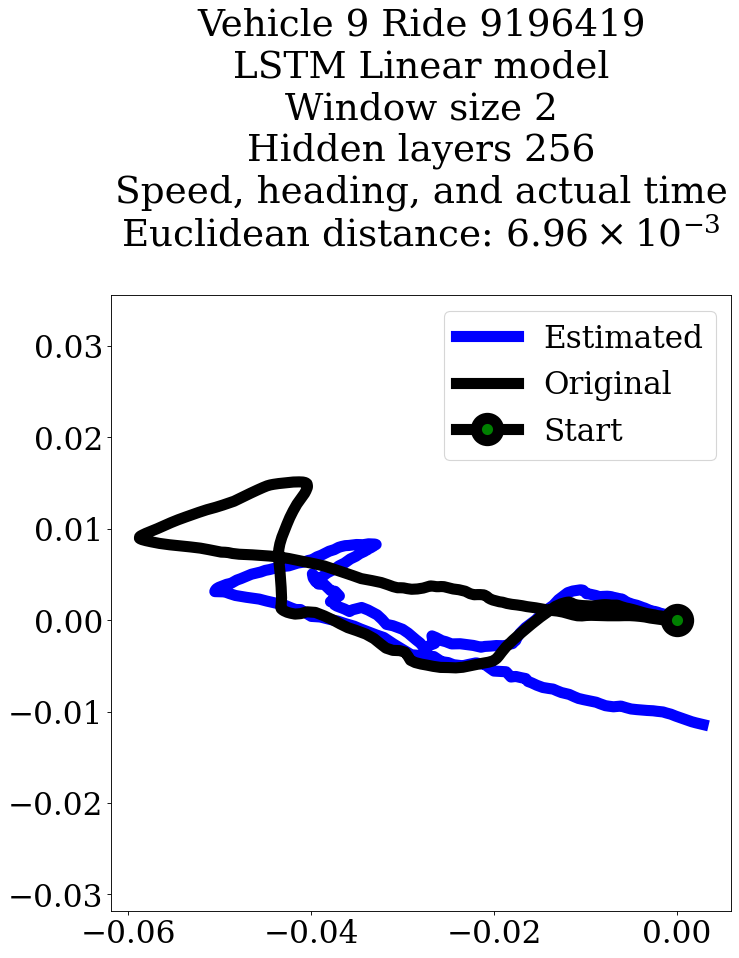 Vehicle 9 Ride 9196419
LSTM Linear model
Window size 2
Hidden layers 256
Speed, heading, and actual time
Euclidean distance: 6.96 × 10⁻³
Estimated
Original
Start
0.03
0.02
0.01
0.00
−0.01
−0.02
−0.03
−0.06 −0.04 −0.02 0.00